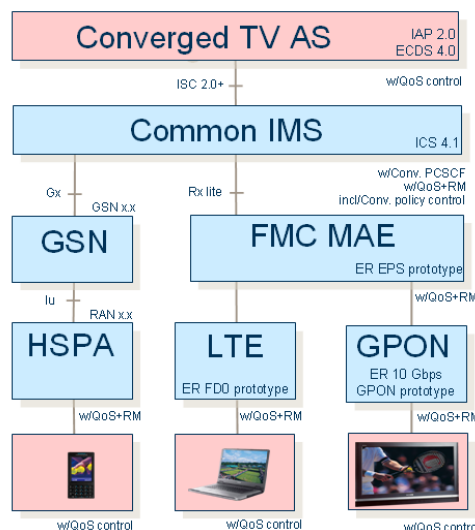 Converged TV AS
IAP 2.0
ECDS 4.0
ISC 2.0+
w/QoS control
Common IMS
ICS 4.1
w/Conv. PCSCF
w/QoS+RM
incl/Conv. policy control
Gx
Rx lite
GSN x.x
GSN
FMC MAE
ER EPS prototype
Iu
w/QoS+RM
RAN x.x
HSPA
LTE
ER FD0 prototype
GPON
ER 10 Gbps
GPON prototype
w/QoS+RM
w/QoS+RM
w/QoS+RM
w/QoS control
w/QoS control
w/QoS control